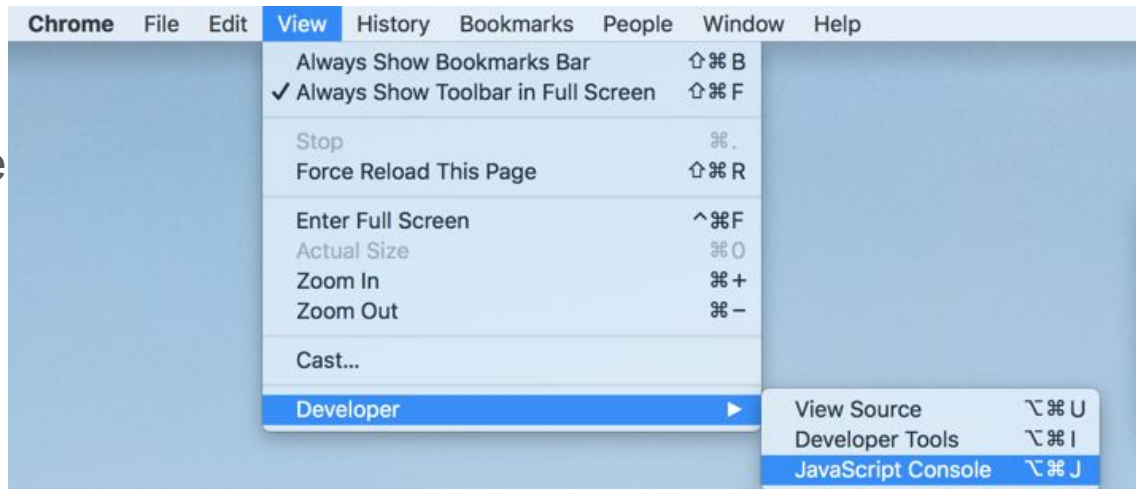 Chrome File Edit View History Bookmarks People Window Help
Always Show Bookmarks Bar ⇧⌘B
✓ Always Show Toolbar in Full Screen ⇧⌘F
Stop ⌘.
e
Force Reload This Page ⇧⌘R
Enter Full Screen ^⌘F
Actual Size ⌘0
Zoom In ⌘+
Zoom Out ⌘−
Cast...
Developer ▶
View Source ⌥⌘U
Developer Tools ⌥⌘I
JavaScript Console ⌥⌘J